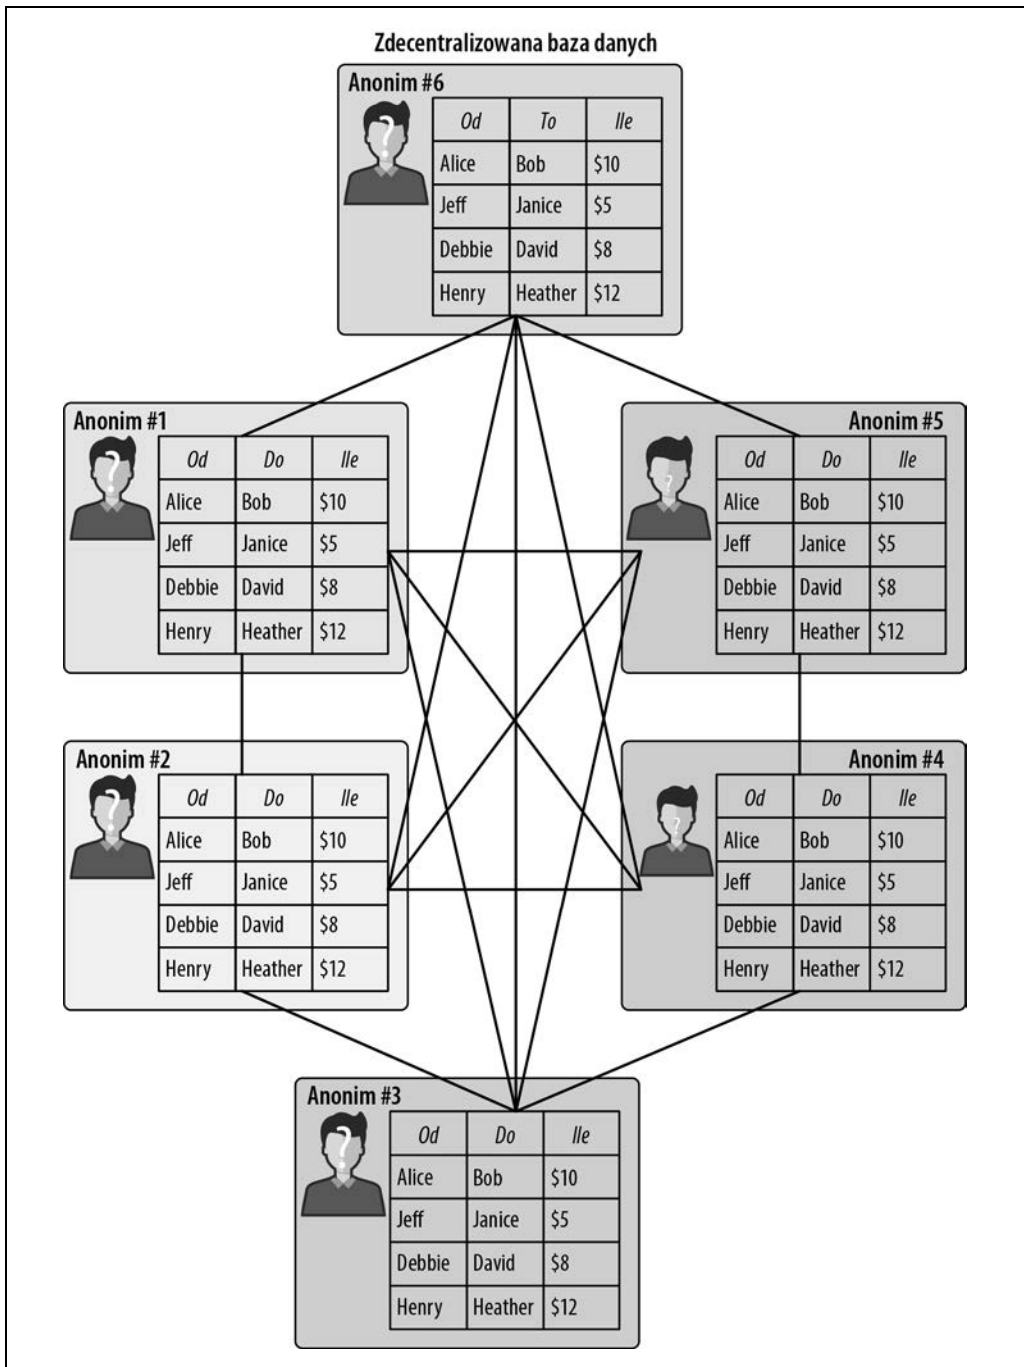 Zdecentralizowana baza danych
Anonim #6
Od To Ile
Alice Bob $10
Jeff Janice $5
Debbie David $8
Henry Heather $12
Anonim #1
Od Do Ile
Alice Bob $10
Jeff Janice $5
Debbie David $8
Henry Heather $12
Anonim #5
Od Do Ile
Alice Bob $10
Jeff Janice $5
Debbie David $8
Henry Heather $12
Anonim #2
Od Do Ile
Alice Bob $10
Jeff Janice $5
Debbie David $8
Henry Heather $12
Anonim #4
Od Do Ile
Alice Bob $10
Jeff Janice $5
Debbie David $8
Henry Heather $12
Anonim #3
Od Do Ile
Alice Bob $10
Jeff Janice $5
Debbie David $8
Henry Heather $12